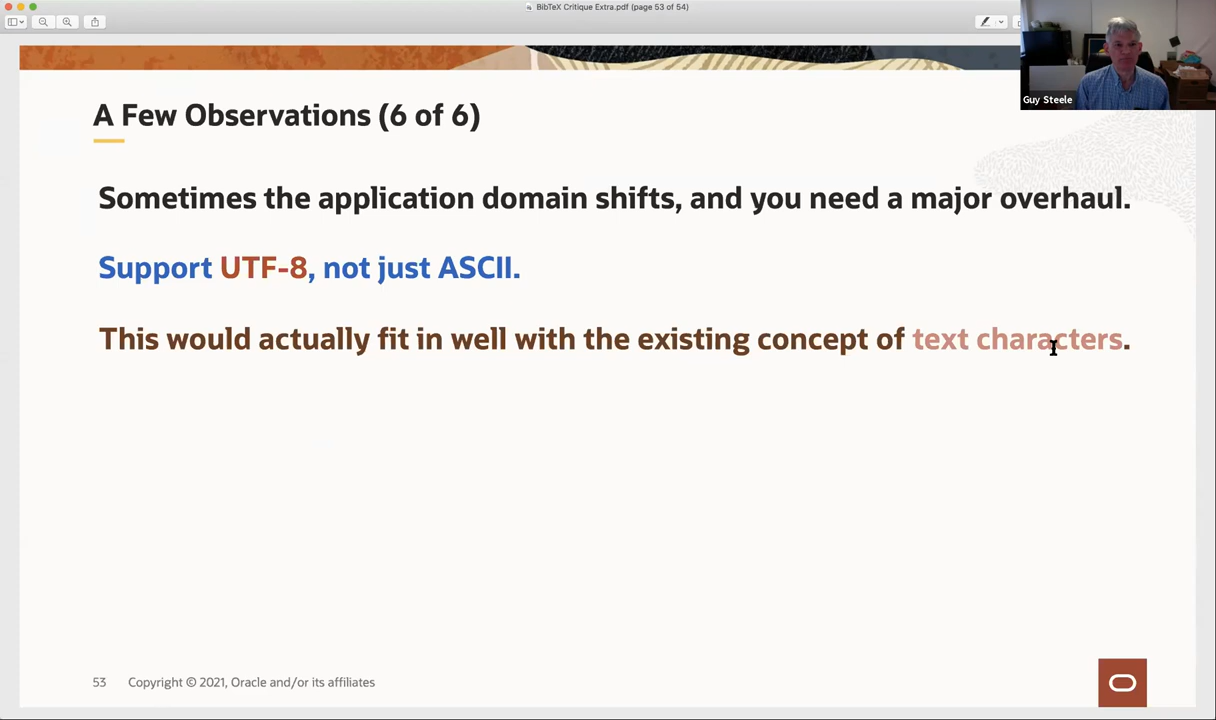 BibTeX Critique Extra.pdf (page 53 of 54)
Guy Steele
A Few Observations (6 of 6)
Sometimes the application domain shifts, and you need a major overhaul.
Support UTF-8, not just ASCII.
This would actually fit in well with the existing concept of text characters.
53 Copyright © 2021, Oracle and/or its affiliates